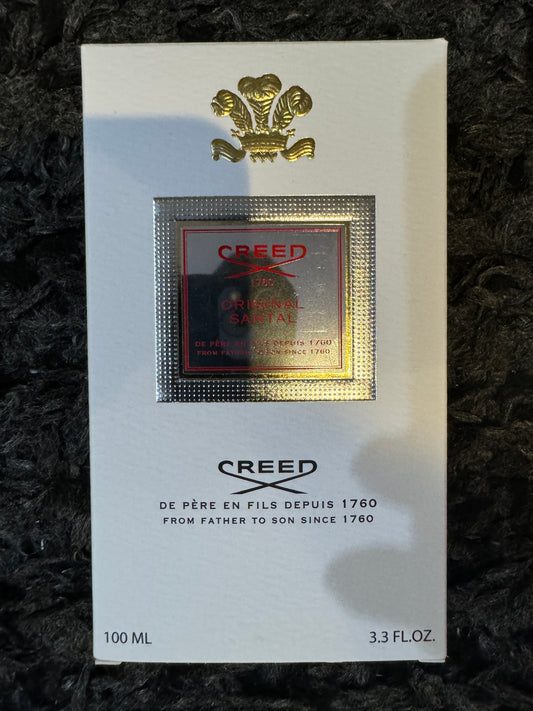 CREED
1760
ORIGINAL
SANTAL
DE PÈRE EN FILS DEPUIS 1760
FROM FATHER TO SON SINCE 1760
CREED
DE PÈRE EN FILS DEPUIS 1760
FROM FATHER TO SON SINCE 1760
100 ML
3.3 FL.OZ.